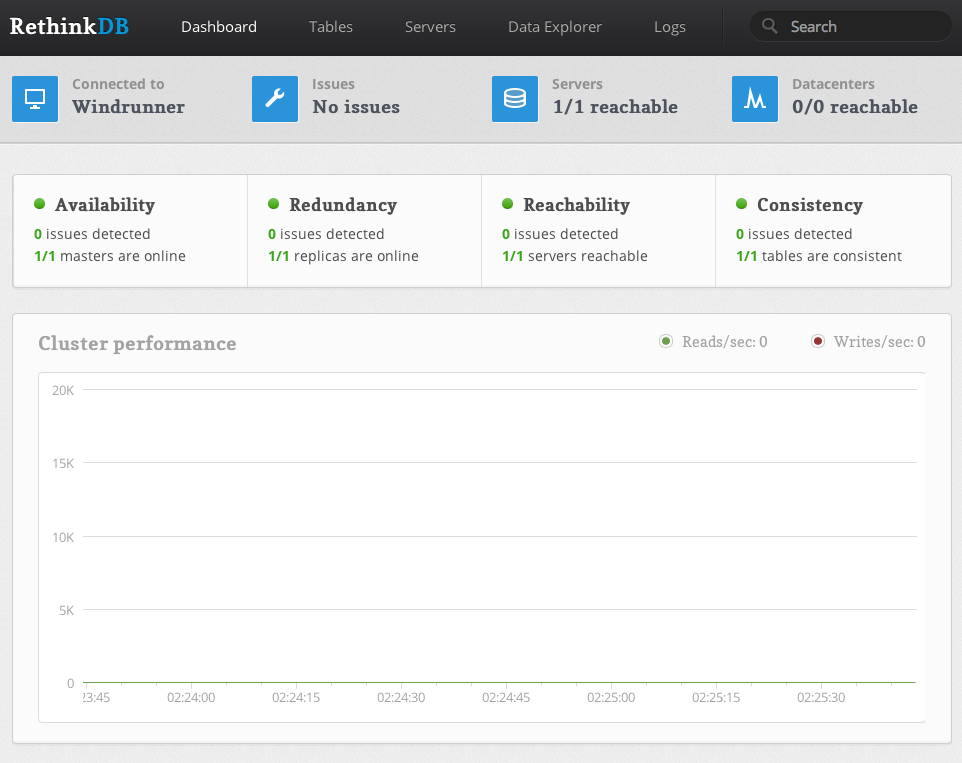 RethinkDB Dashboard Tables Servers Data Explorer Logs Search
Connected to
Windrunner
Issues
No issues
Servers
1/1 reachable
Datacenters
0/0 reachable
Availability
0 issues detected
1/1 masters are online
Redundancy
0 issues detected
1/1 replicas are online
Reachability
0 issues detected
1/1 servers reachable
Consistency
0 issues detected
1/1 tables are consistent
Cluster performance
Reads/sec: 0
Writes/sec: 0
20K
15K
10K
5K
0
23:45 02:24:00 02:24:15 02:24:30 02:24:45 02:25:00 02:25:15 02:25:30